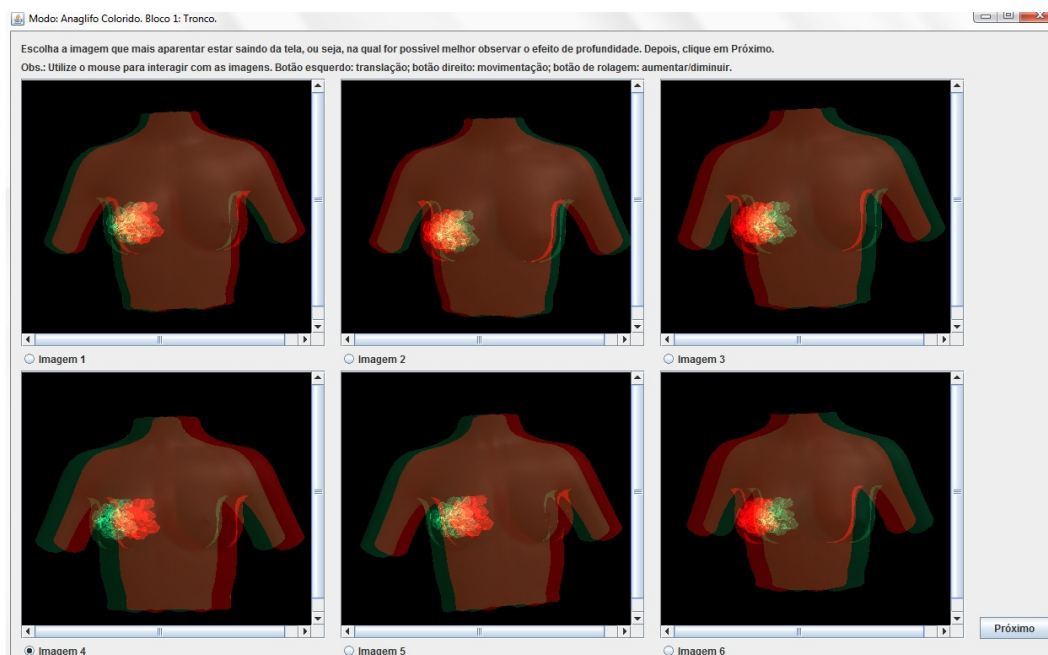 Modo: Anaglifo Colorido. Bloco 1: Tronco.
Escolha a imagem que mais aparentar estar saindo da tela, ou seja, na qual for possível melhor observar o efeito de profundidade. Depois, clique em Próximo.
Obs.: Utilize o mouse para interagir com as imagens. Botão esquerdo: translação; botão direito: movimentação; botão de rolagem: aumentar/diminuir.
Imagem 1
Imagem 2
Imagem 3
Imagem 4
Imagem 5
Imagem 6
Próximo